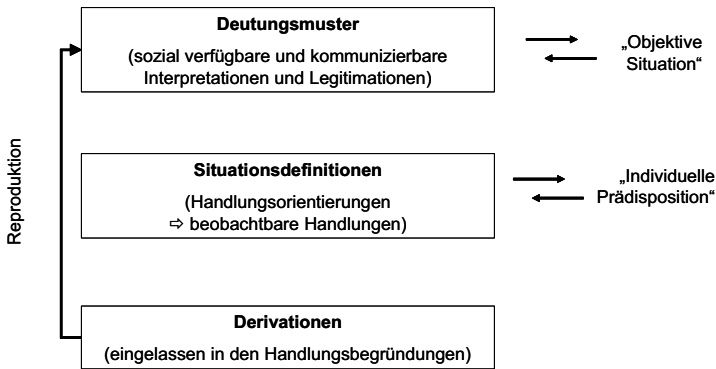 Deutungsmuster
(sozial verfügbare und kommunizierbare
Interpretationen und Legitimationen)
„Objektive
Situation“
Reproduktion
Situationsdefinitionen
(Handlungsorientierungen
⇨ beobachtbare Handlungen)
„Individuelle
Prädisposition“
Derivationen
(eingelassen in den Handlungsbegründungen)